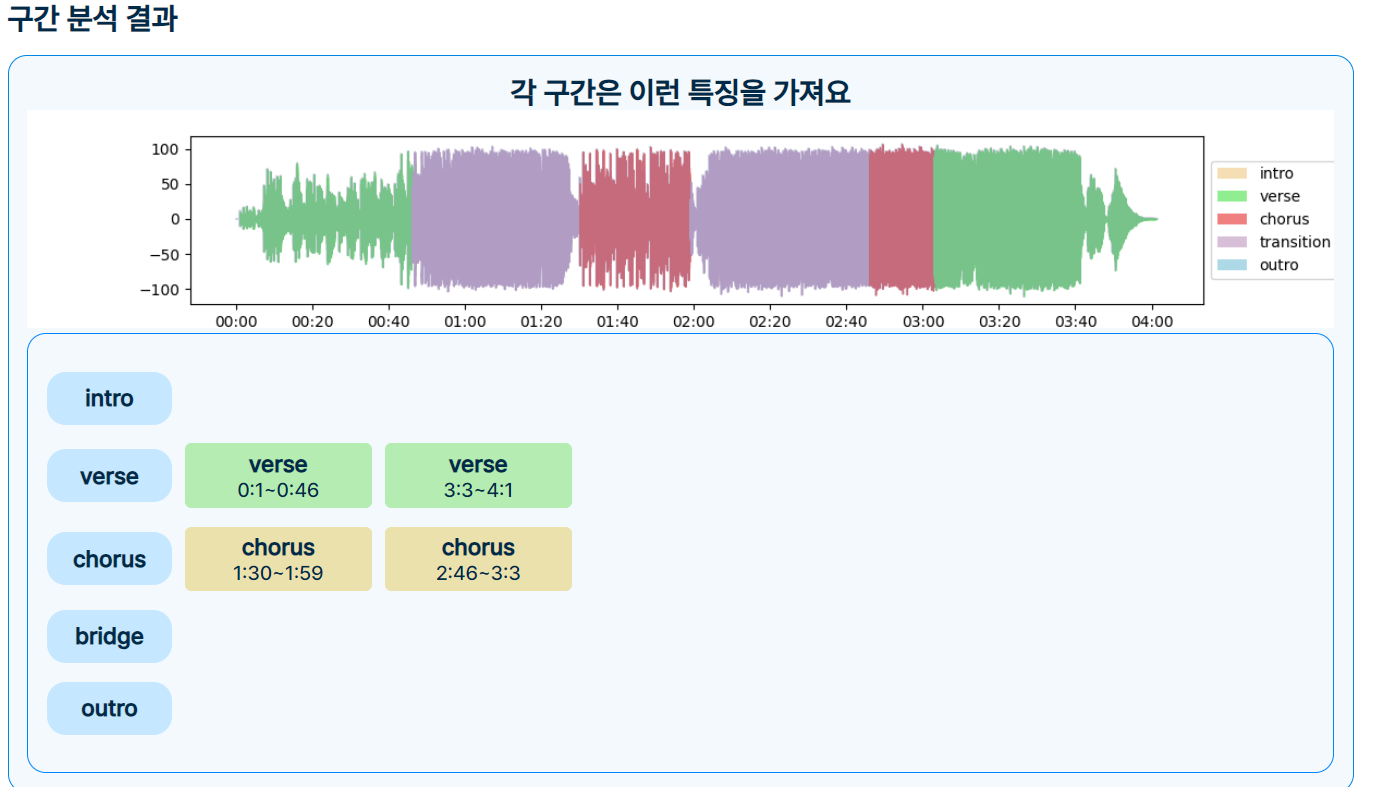 구간 분석 결과
각 구간은 이런 특징을 가져요
100
50
0
−50
−100
00:00 00:20 00:40 01:00 01:20 01:40 02:00 02:20 02:40 03:00 03:20 03:40 04:00
intro
verse
chorus
transition
outro
intro
verse
verse
0:1~0:46
verse
3:3~4:1
chorus
chorus
1:30~1:59
chorus
2:46~3:3
bridge
outro